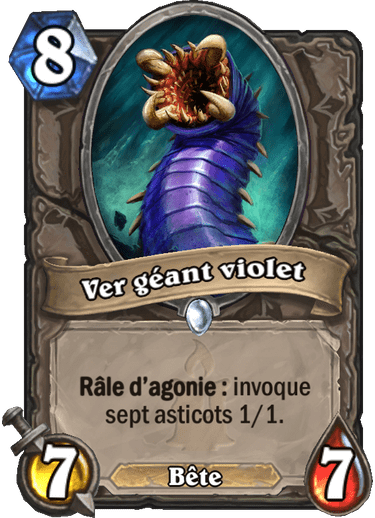 8
Ver géant violet
Râle d'agonie : invoque
sept asticots 1/1.
7
Bête
7